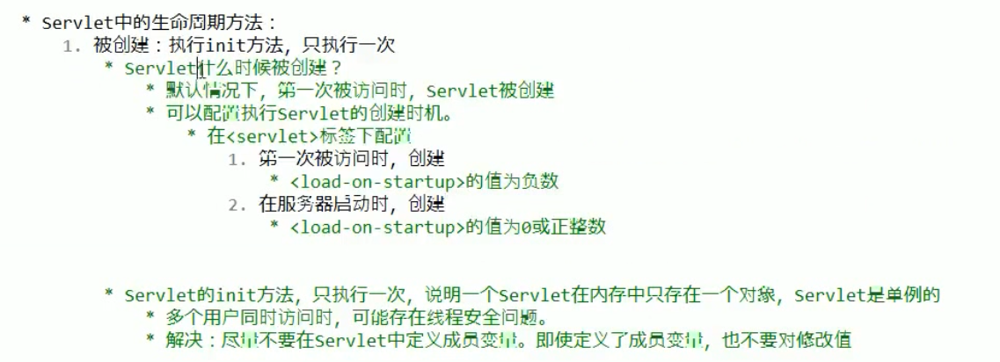 * Servlet中的生命周期方法：
1. 被创建：执行init方法，只执行一次
* Servlet什么时候被创建？
* 默认情况下，第一次被访问时，Servlet被创建
* 可以配置执行Servlet的创建时机。
* 在<servlet>标签下配置
1. 第一次被访问时，创建
* <load-on-startup>的值为负数
2. 在服务器启动时，创建
* <load-on-startup>的值为0或正整数
* Servlet的init方法，只执行一次，说明一个Servlet在内存中只存在一个对象，Servlet是单例的
* 多个用户同时访问时，可能存在线程安全问题。
* 解决：尽量不要在Servlet中定义成员变量。即使定义了成员变量，也不要对修改值